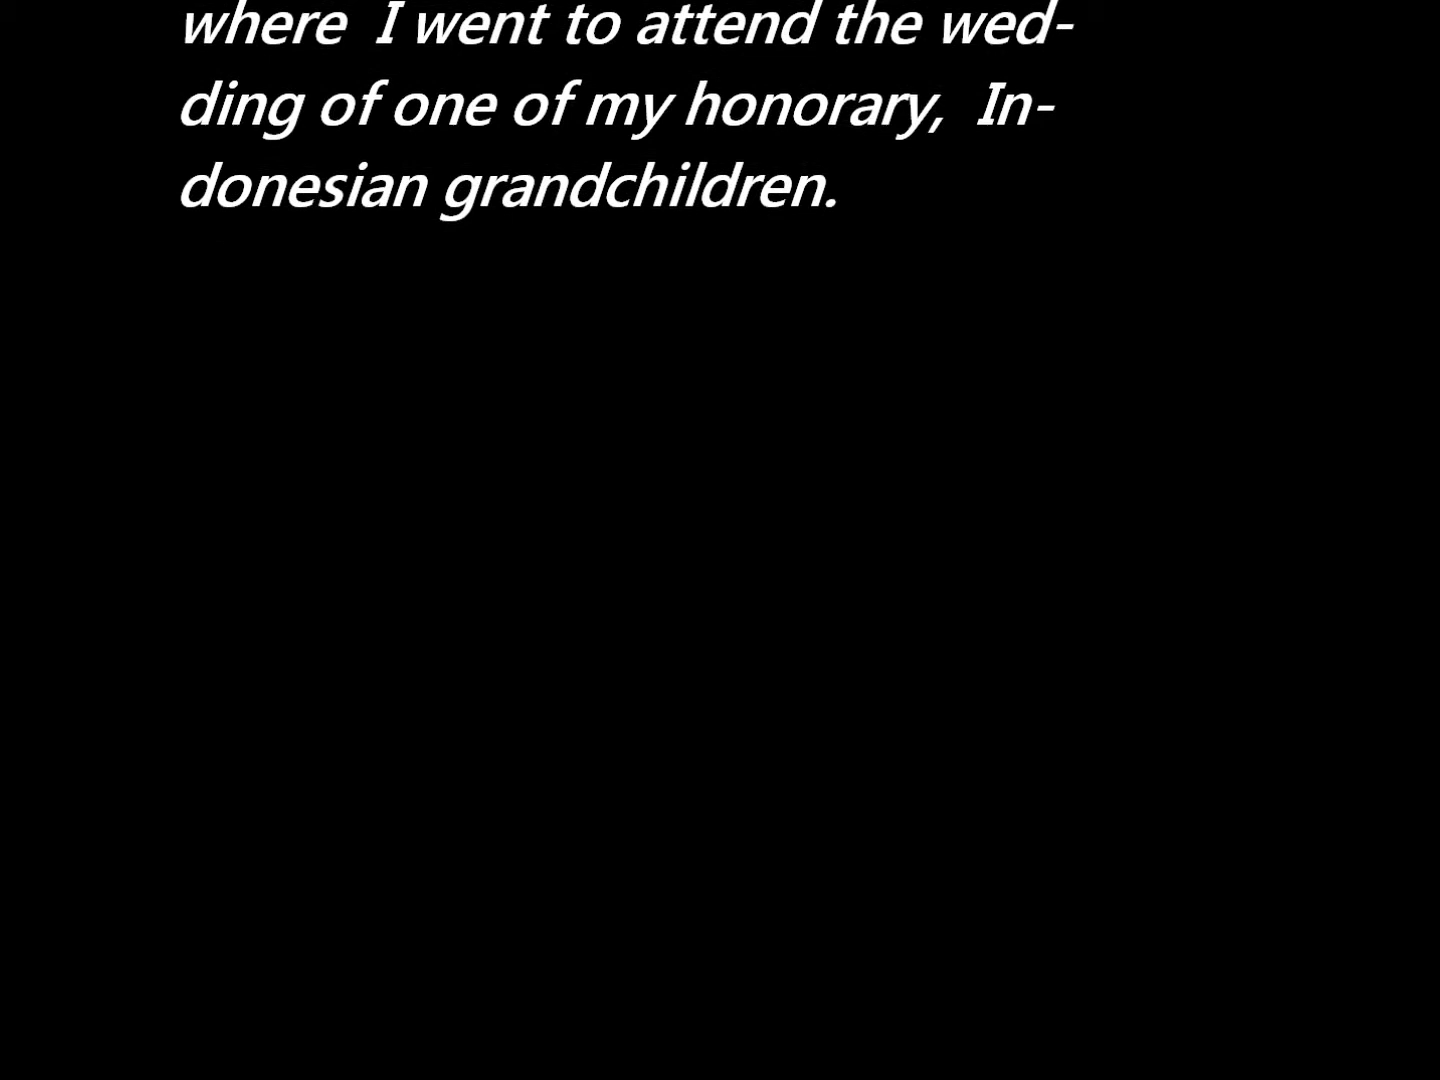 where  I went to attend the wed-
ding of one of my honorary,  In-
donesian grandchildren.